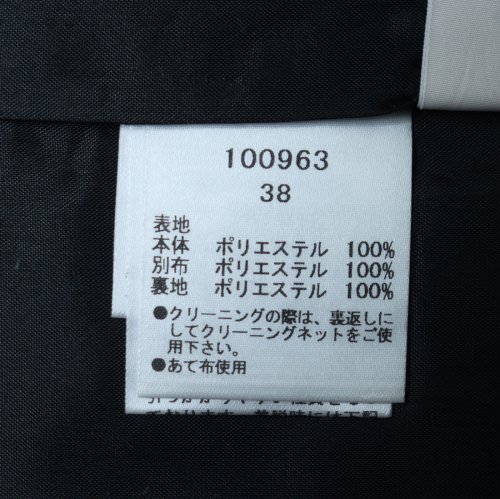 100963
38
表地
本体 ポリエステル 100%
別布 ポリエステル 100%
裏地 ポリエステル 100%
●クリーニングの際は、裏返しに
してクリーニングネットをご使
用下さい。
●あて布使用